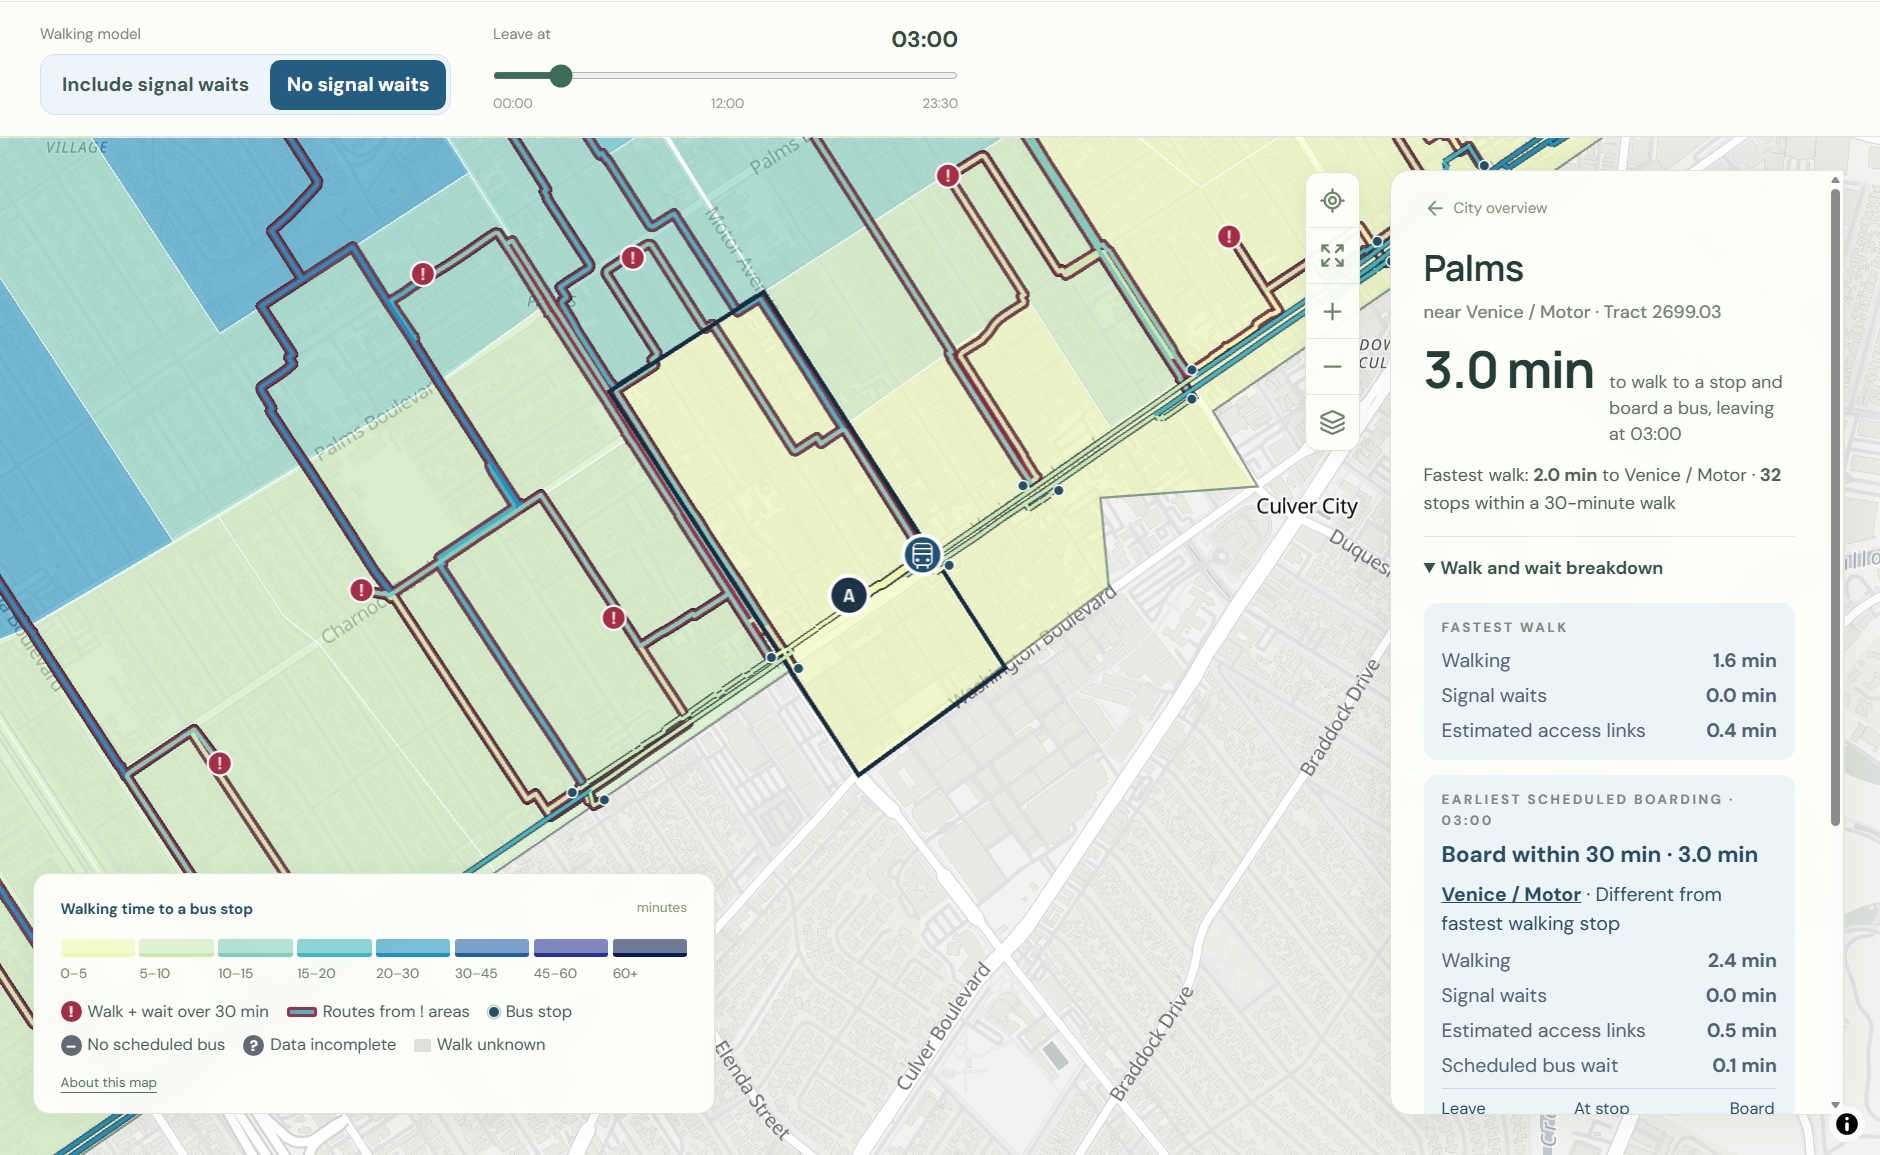 Walking model
Include signal waits
No signal waits
Leave at
03:00
00:00
12:00
23:30
VILLAGE
Palms
Motor Avenue
Palms Boulevard
Charnock
Boulevard
Culver City
Duquesne
Washington Boulevard
Braddock Drive
Culver Boulevard
Braddock Drive
Elenda Street
A
City overview
Palms
near Venice / Motor · Tract 2699.03
3.0 min
to walk to a stop and
board a bus, leaving
at 03:00
Fastest walk: 2.0 min to Venice / Motor · 32
stops within a 30-minute walk
▼ Walk and wait breakdown
FASTEST WALK
Walking 1.6 min
Signal waits 0.0 min
Estimated access links 0.4 min
EARLIEST SCHEDULED BOARDING ·
03:00
Board within 30 min · 3.0 min
Venice / Motor · Different from
fastest walking stop
Walking 2.4 min
Signal waits 0.0 min
Estimated access links 0.5 min
Scheduled bus wait 0.1 min
Leave At stop Board
Walking time to a bus stop
minutes
0–5 5–10 10–15 15–20 20–30 30–45 45–60 60+
! Walk + wait over 30 min
Routes from ! areas
Bus stop
No scheduled bus
? Data incomplete
Walk unknown
About this map